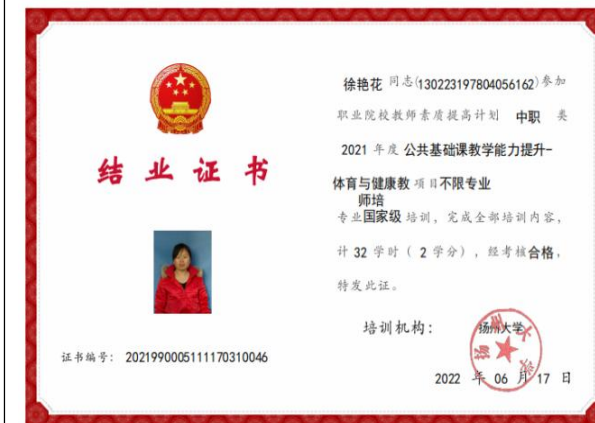 结业证书
证书编号： 2021990005111170310046
徐艳花 同志(130223197804056162)参加
职业院校教师素质提高计划 中职 类
2021 年度 公共基础课教学能力提升-
体育与健康教 项目不限专业
师培
专业国家级 培训，完成全部培训内容，
计 32 学时（ 2 学分），经考核合格，
特发此证。
培训机构： 扬州大学
扬州大学
2022 年 06 月 17 日